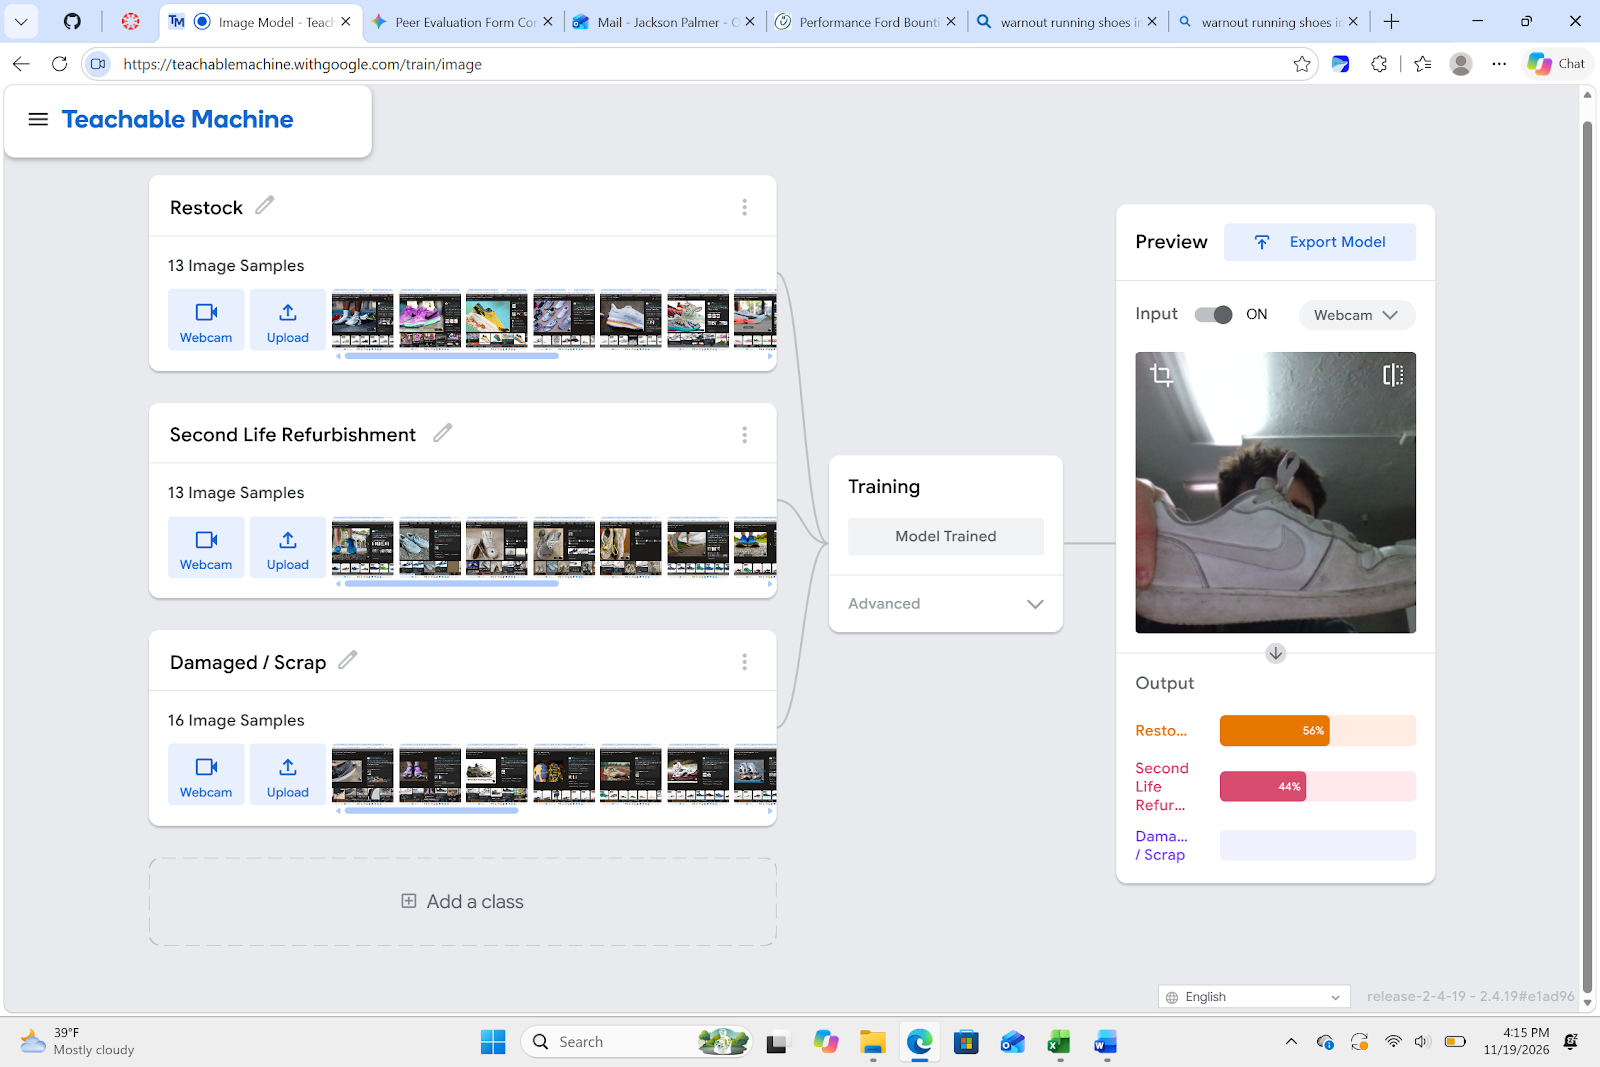 Image Model - Teach
Peer Evaluation Form Con
Mail - Jackson Palmer - O
Performance Ford Bounti
warnout running shoes in
warnout running shoes in
https://teachablemachine.withgoogle.com/train/image
Chat
Teachable Machine
Restock
13 Image Samples
Webcam
Upload
Second Life Refurbishment
13 Image Samples
Webcam
Upload
Damaged / Scrap
16 Image Samples
Webcam
Upload
Add a class
Training
Model Trained
Advanced
Preview
Export Model
Input
ON
Webcam
Output
Resto...
56%
Second
Life
Refur...
44%
Dama...
/ Scrap
English
release-2-4-19 - 2.4.19#e1ad96
39°F
Mostly cloudy
Search
4:15 PM
11/19/2026